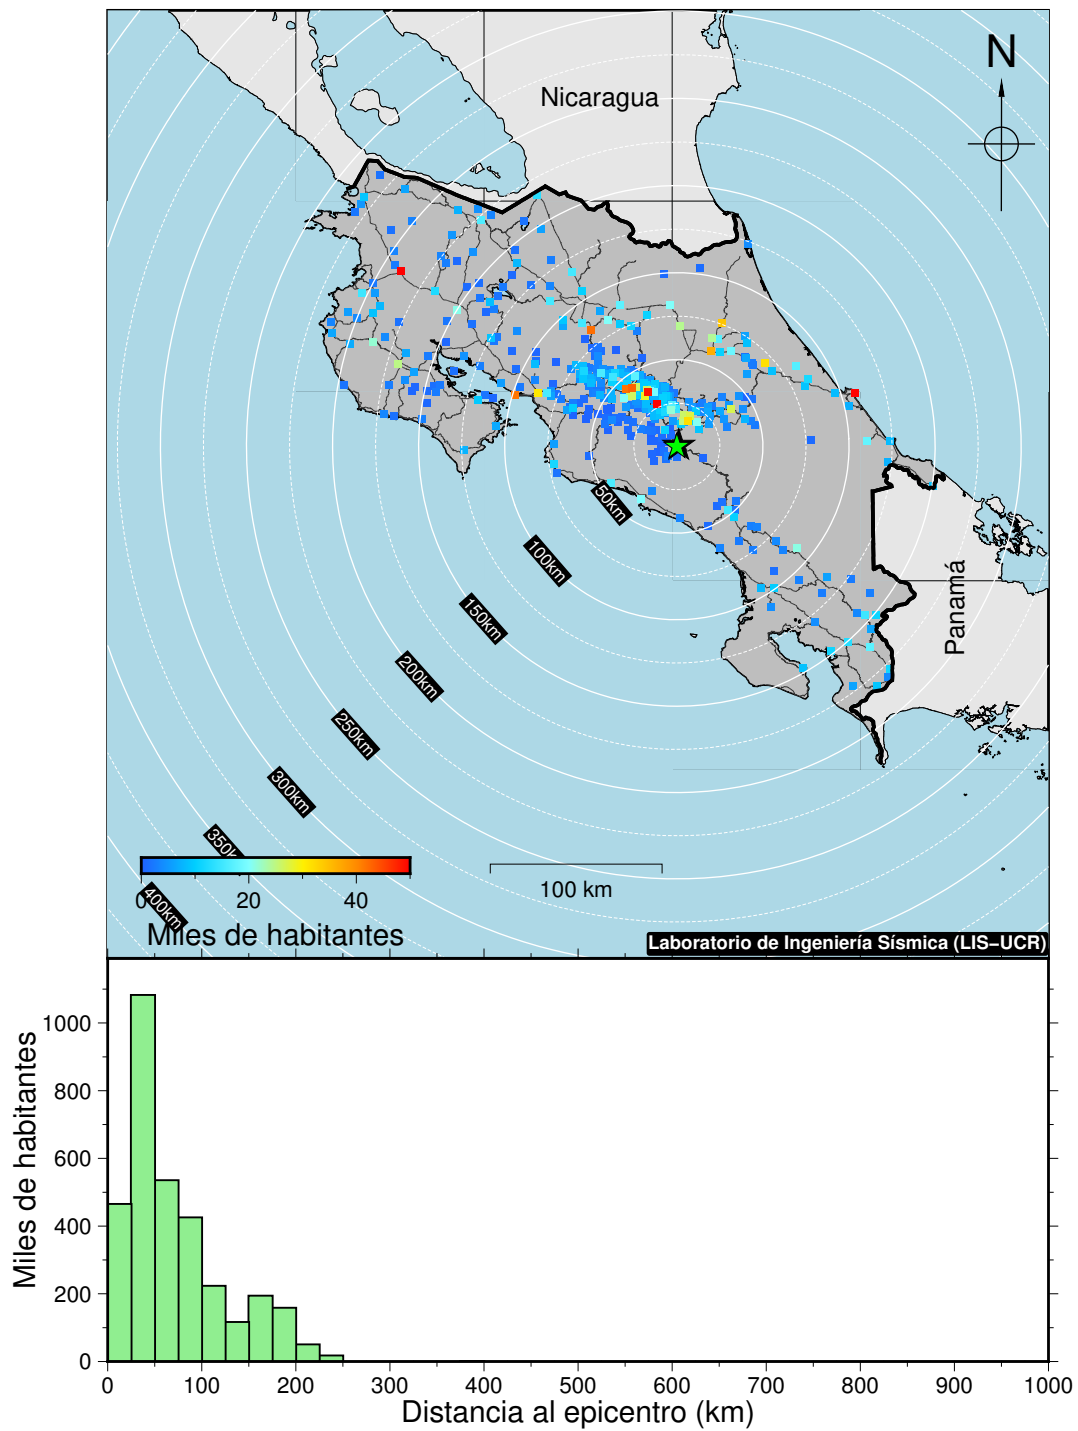 N
Nicaragua
Panamá
50km
100km
150km
200km
250km
300km
350k
400km
0 20 40
Miles de habitantes
100 km
Laboratorio de Ingeniería Sísmica (LIS−UCR)
Miles de habitantes
1000
800
600
400
200
0
0 100 200 300 400 500 600 700 800 900 1000
Distancia al epicentro (km)